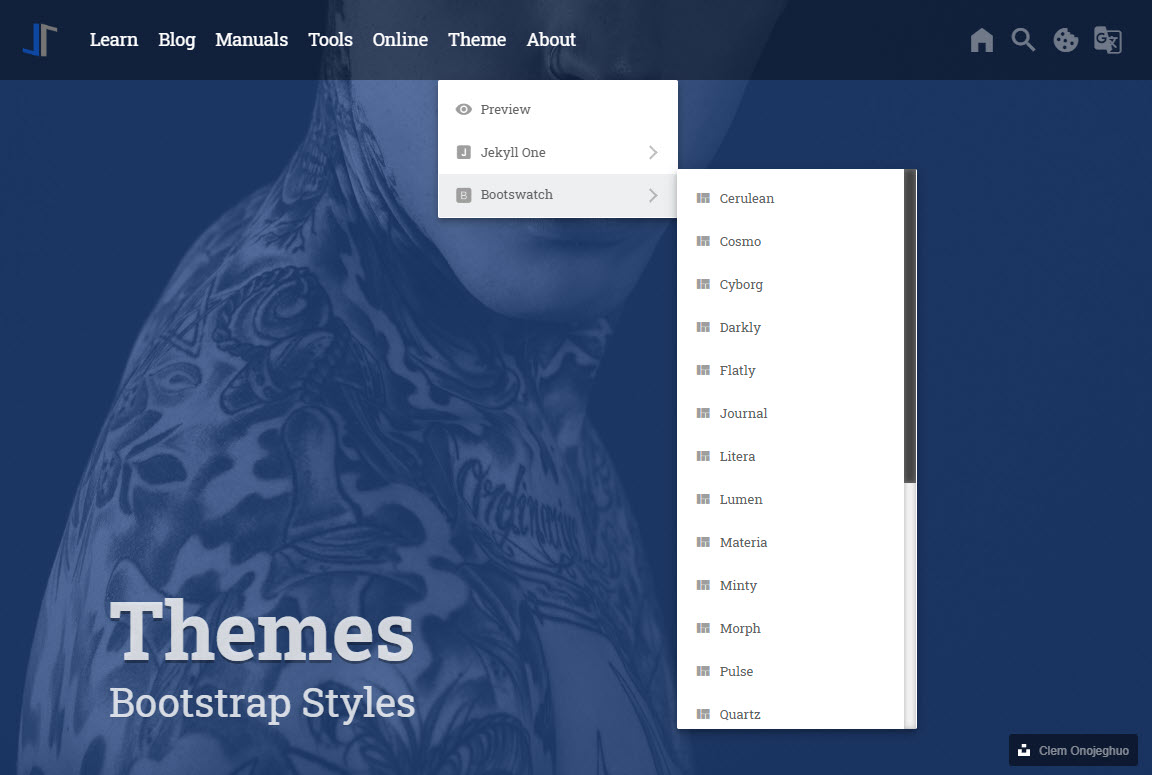 Learn Blog Manuals Tools Online Theme About
Preview
J Jekyll One
B Bootswatch
Cerulean
Cosmo
Cyborg
Darkly
Flatly
Journal
Litera
Lumen
Materia
Minty
Morph
Pulse
Quartz
Themes
Bootstrap Styles
Clem Onojeghuo